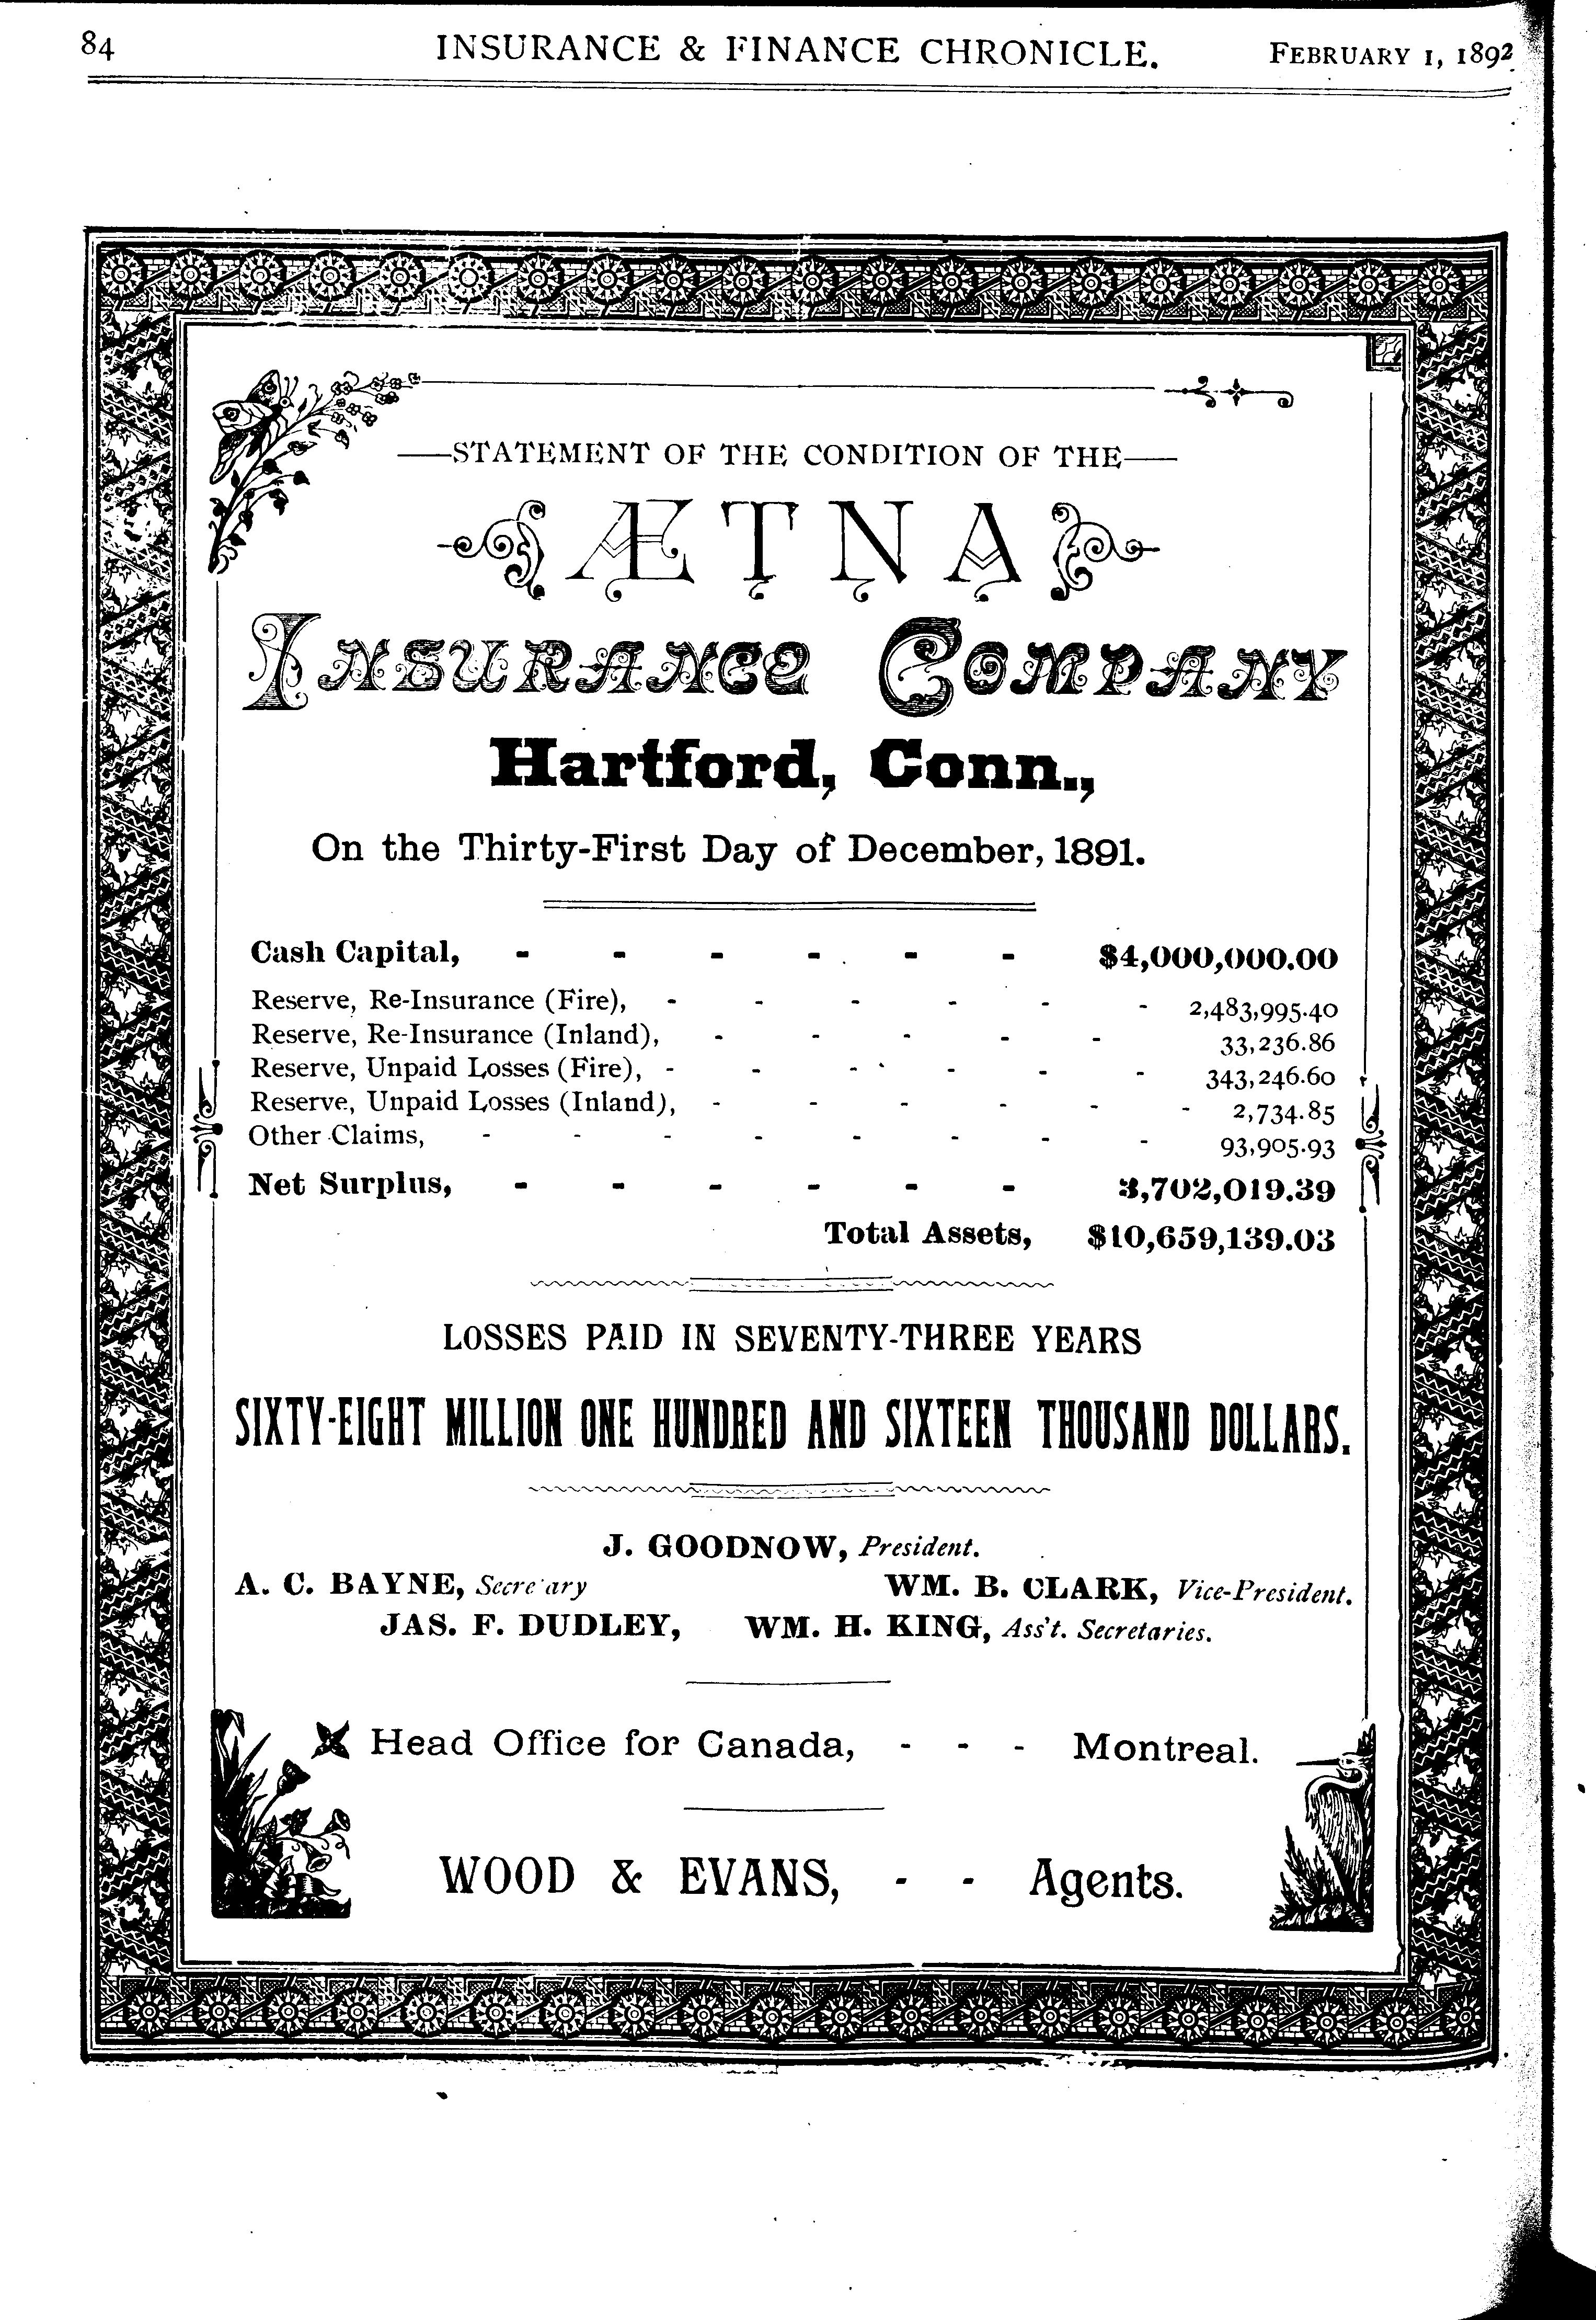 84 INSURANCE & FINANCE CHRONICLE. FEBRUARY 1, 1892
—STATEMENT OF THE CONDITION OF THE—
ÆTNA
INSURANCE COMPANY
Hartford, Conn.,
On the Thirty-First Day of December, 1891.
Cash Capital, - - - - - - $4,000,000.00
Reserve, Re-Insurance (Fire), - - - - - - 2,483,995.40
Reserve, Re-Insurance (Inland), - - - - - 33,236.86
Reserve, Unpaid Losses (Fire), - - - - - - 343,246.60
Reserve, Unpaid Losses (Inland), - - - - - - 2,734.85
Other Claims, - - - - - - - - 93,905.93
Net Surplus, - - - - - - 3,702,019.39
Total Assets, $10,659,139.03
LOSSES PAID IN SEVENTY-THREE YEARS
SIXTY-EIGHT MILLION ONE HUNDRED AND SIXTEEN THOUSAND DOLLARS.
J. GOODNOW, President.
A. C. BAYNE, Secretary WM. B. CLARK, Vice-President.
JAS. F. DUDLEY, WM. H. KING, Ass't. Secretaries.
Head Office for Canada, - - - Montreal.
WOOD & EVANS, - - Agents.